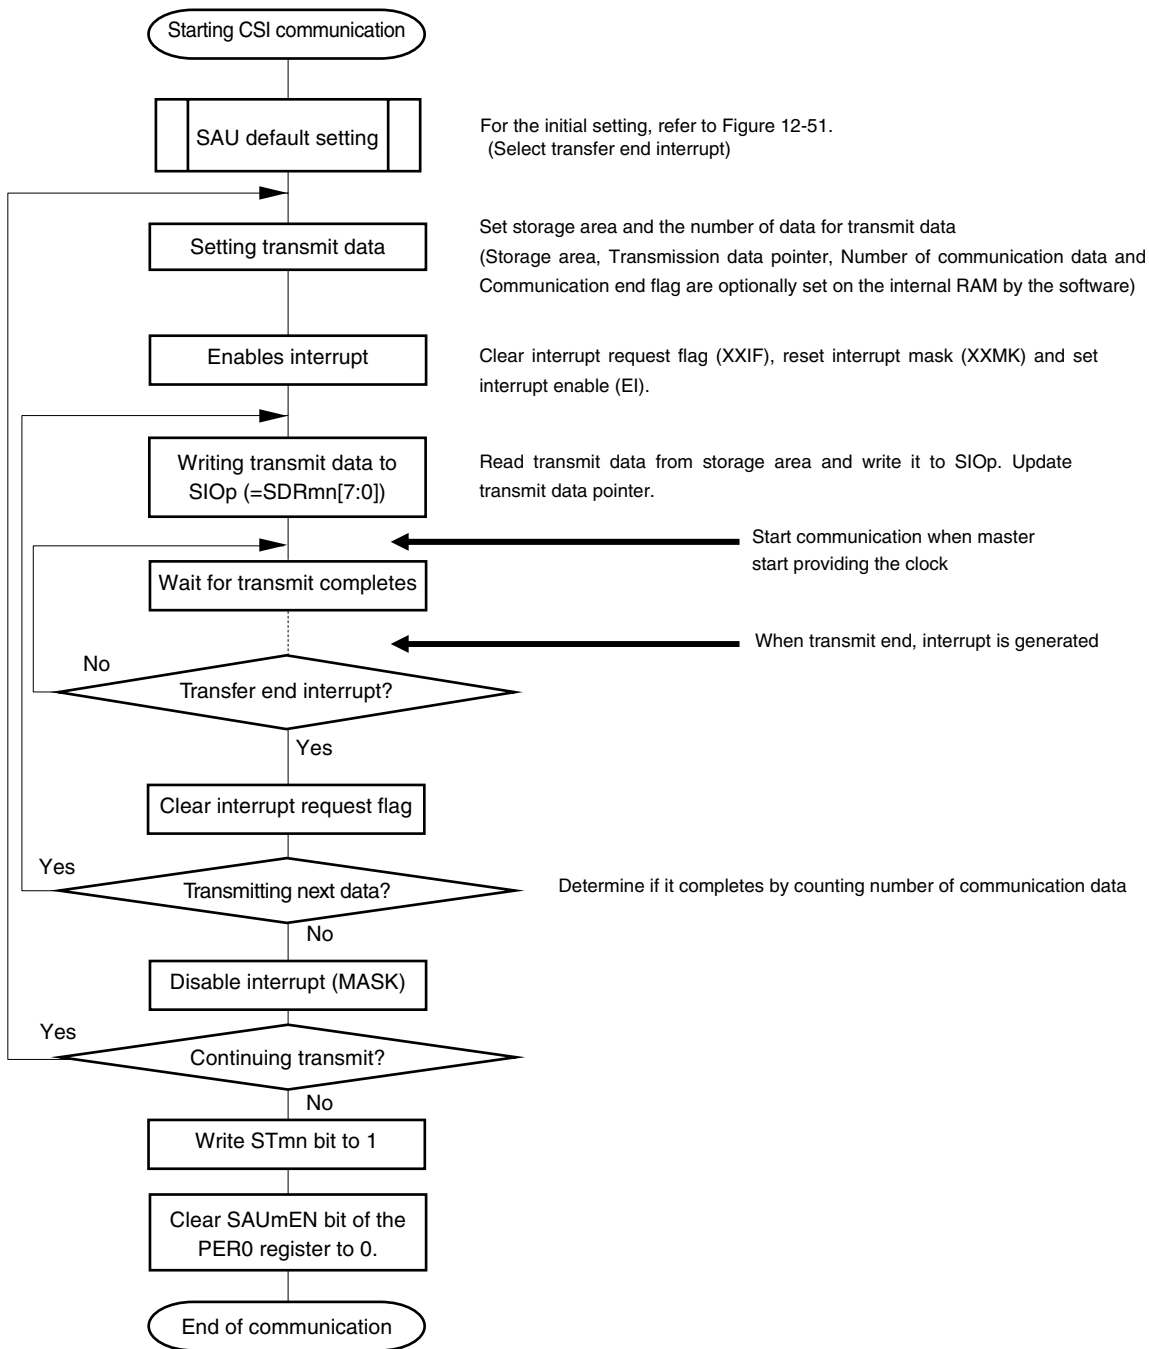 Starting CSI communication
SAU default setting
For the initial setting, refer to Figure 12-51.
(Select transfer end interrupt)
Setting transmit data
Set storage area and the number of data for transmit data
(Storage area, Transmission data pointer, Number of communication data and
Communication end flag are optionally set on the internal RAM by the software)
Enables interrupt
Clear interrupt request flag (XXIF), reset interrupt mask (XXMK) and set
interrupt enable (EI).
Writing transmit data to
SIOp (=SDRmn[7:0])
Read transmit data from storage area and write it to SIOp. Update
transmit data pointer.
Start communication when master
start providing the clock
Wait for transmit completes
When transmit end, interrupt is generated
No
Transfer end interrupt?
Yes
Clear interrupt request flag
Yes
Transmitting next data?
Determine if it completes by counting number of communication data
No
Disable interrupt (MASK)
Yes
Continuing transmit?
No
Write STmn bit to 1
Clear SAUmEN bit of the
PER0 register to 0.
End of communication